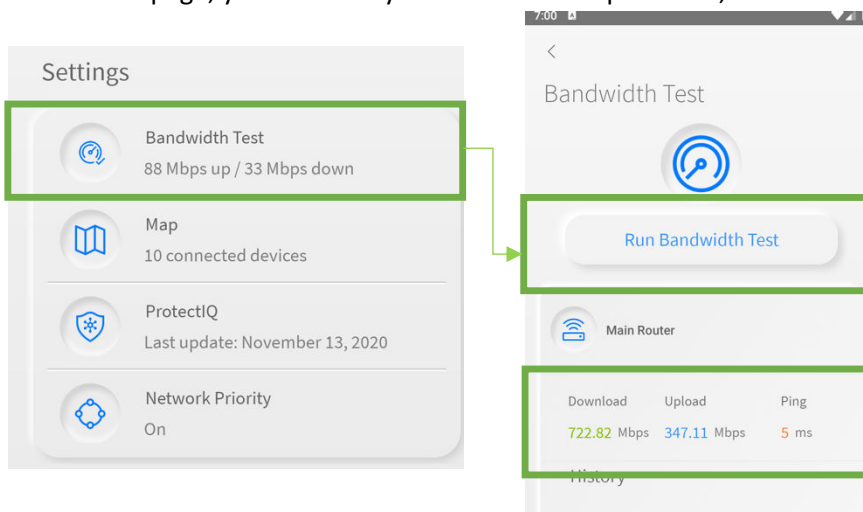 page,
Settings
Bandwidth Test
88 Mbps up / 33 Mbps down
Map
10 connected devices
ProtectIQ
Last update: November 13, 2020
Network Priority
On
7:00
<
Bandwidth Test
Run Bandwidth Test
Main Router
Download Upload Ping
722.82 Mbps 347.11 Mbps 5 ms
History